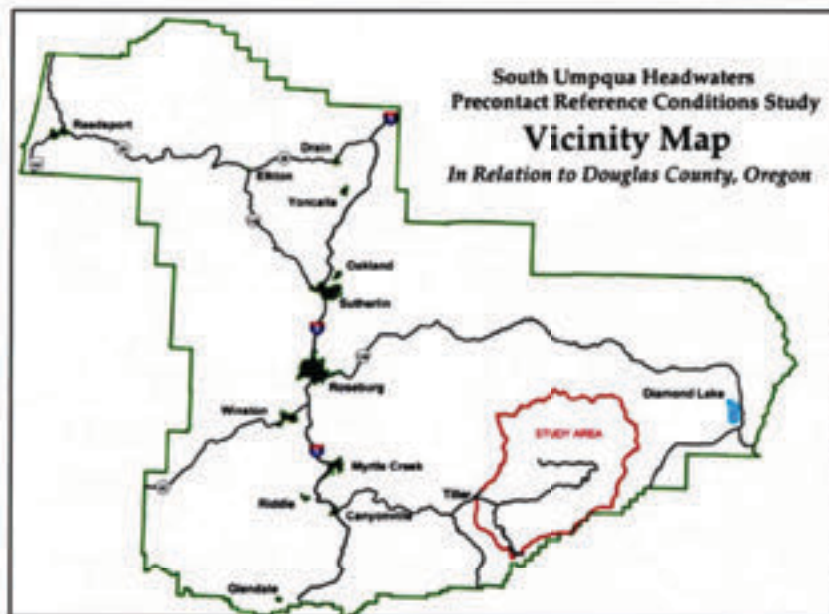 South Umpqua Headwaters
Precontact Reference Conditions Study
Vicinity Map
In Relation to Douglas County, Oregon
Reedsport
Drain
Elkton
Yoncalla
Oakland
Sutherlin
Roseburg
Diamond Lake
Winston
STUDY AREA
Myrtle Creek
Tiller
Riddle
Canyonville
Glendale